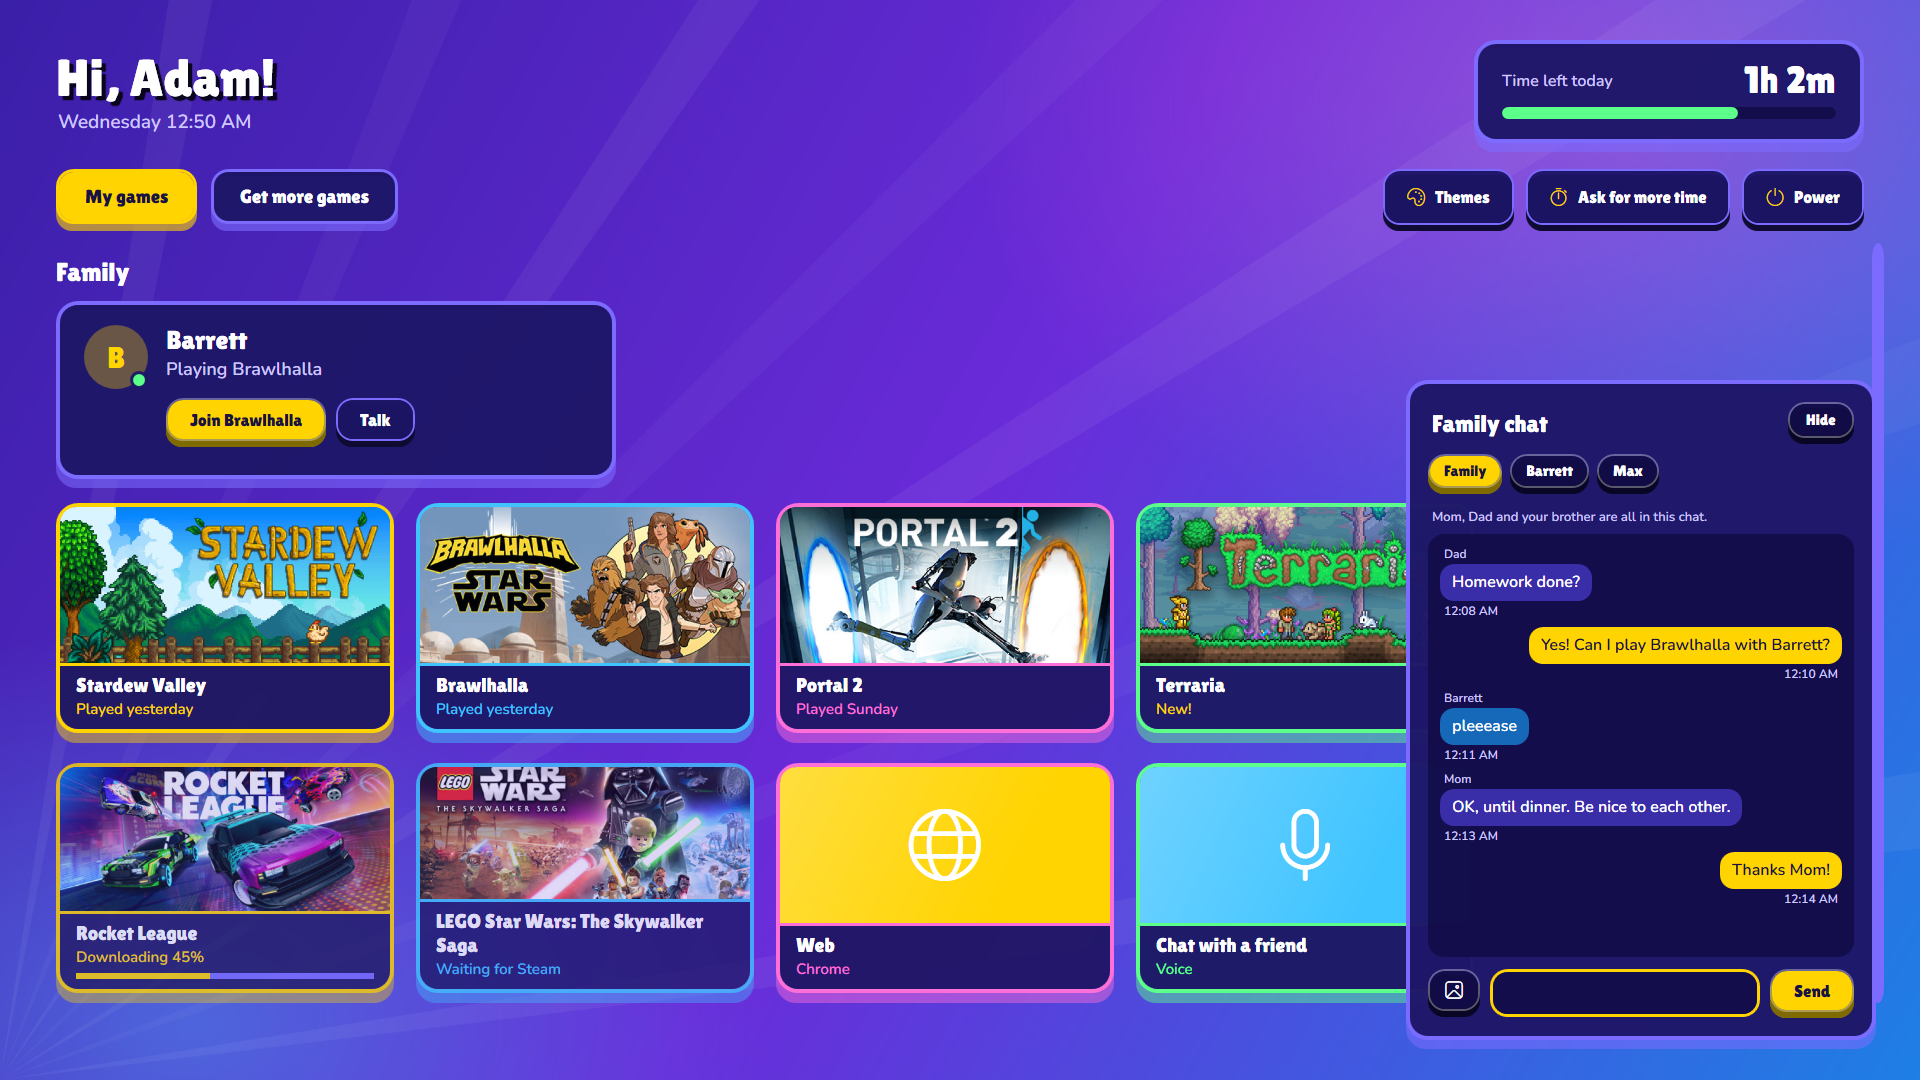 Hi, Adam!
Wednesday 12:50 AM
Time left today
1h 2m
My games
Get more games
Themes
Ask for more time
Power
Family
B
Barrett
Playing Brawlhalla
Join Brawlhalla
Talk
STARDEW
VALLEY
Stardew Valley
Played yesterday
BRAWLHALLA
STAR
WARS
Brawlhalla
Played yesterday
PORTAL 2
Portal 2
Played Sunday
Terraria
Terraria
New!
ROCKET
LEAGUE
Rocket League
Downloading 45%
LEGO
STAR
WARS
THE SKYWALKER SAGA
LEGO Star Wars: The Skywalker
Saga
Waiting for Steam
Web
Chrome
Chat with a friend
Voice
Family chat
Hide
Family
Barrett
Max
Mom, Dad and your brother are all in this chat.
Dad
Homework done?
12:08 AM
Yes! Can I play Brawlhalla with Barrett?
12:10 AM
Barrett
pleeease
12:11 AM
Mom
OK, until dinner. Be nice to each other.
12:13 AM
Thanks Mom!
12:14 AM
Send